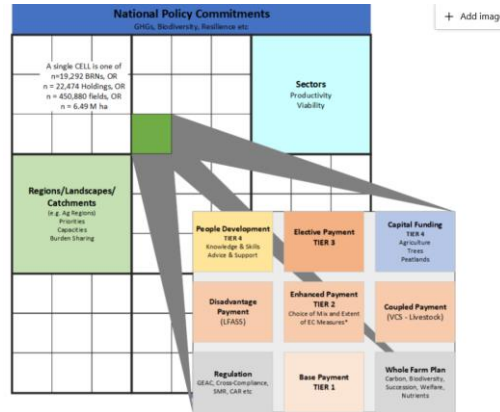 National Policy Commitments
GHGs, Biodiversity, Resilience etc
+ Add image
A single CELL is one of
n=19,292 BRNs, OR
n = 22,474 Holdings, OR
n = 450,880 fields, OR
n = 6.49 M ha
Sectors
Productivity
Viability
Regions/Landscapes/
Catchments
(e.g. Ag Regions)
Priorities
Capacities
Burden Sharing
People Development
TIER 4
Knowledge & Skills
Advice & Support
Elective Payment
TIER 3
Capital Funding
TIER 4
Agriculture
Trees
Peatlands
Disadvantage
Payment
(LFASS)
Enhanced Payment
TIER 2
Choice of Mix and Extent
of EC Measures*
Coupled Payment
(VCS - Livestock)
Regulation
GEAC, Cross-Compliance,
SMR, CAR etc
Base Payment
TIER 1
Whole Farm Plan
Carbon, Biodiversity,
Succession, Welfare,
Nutrients